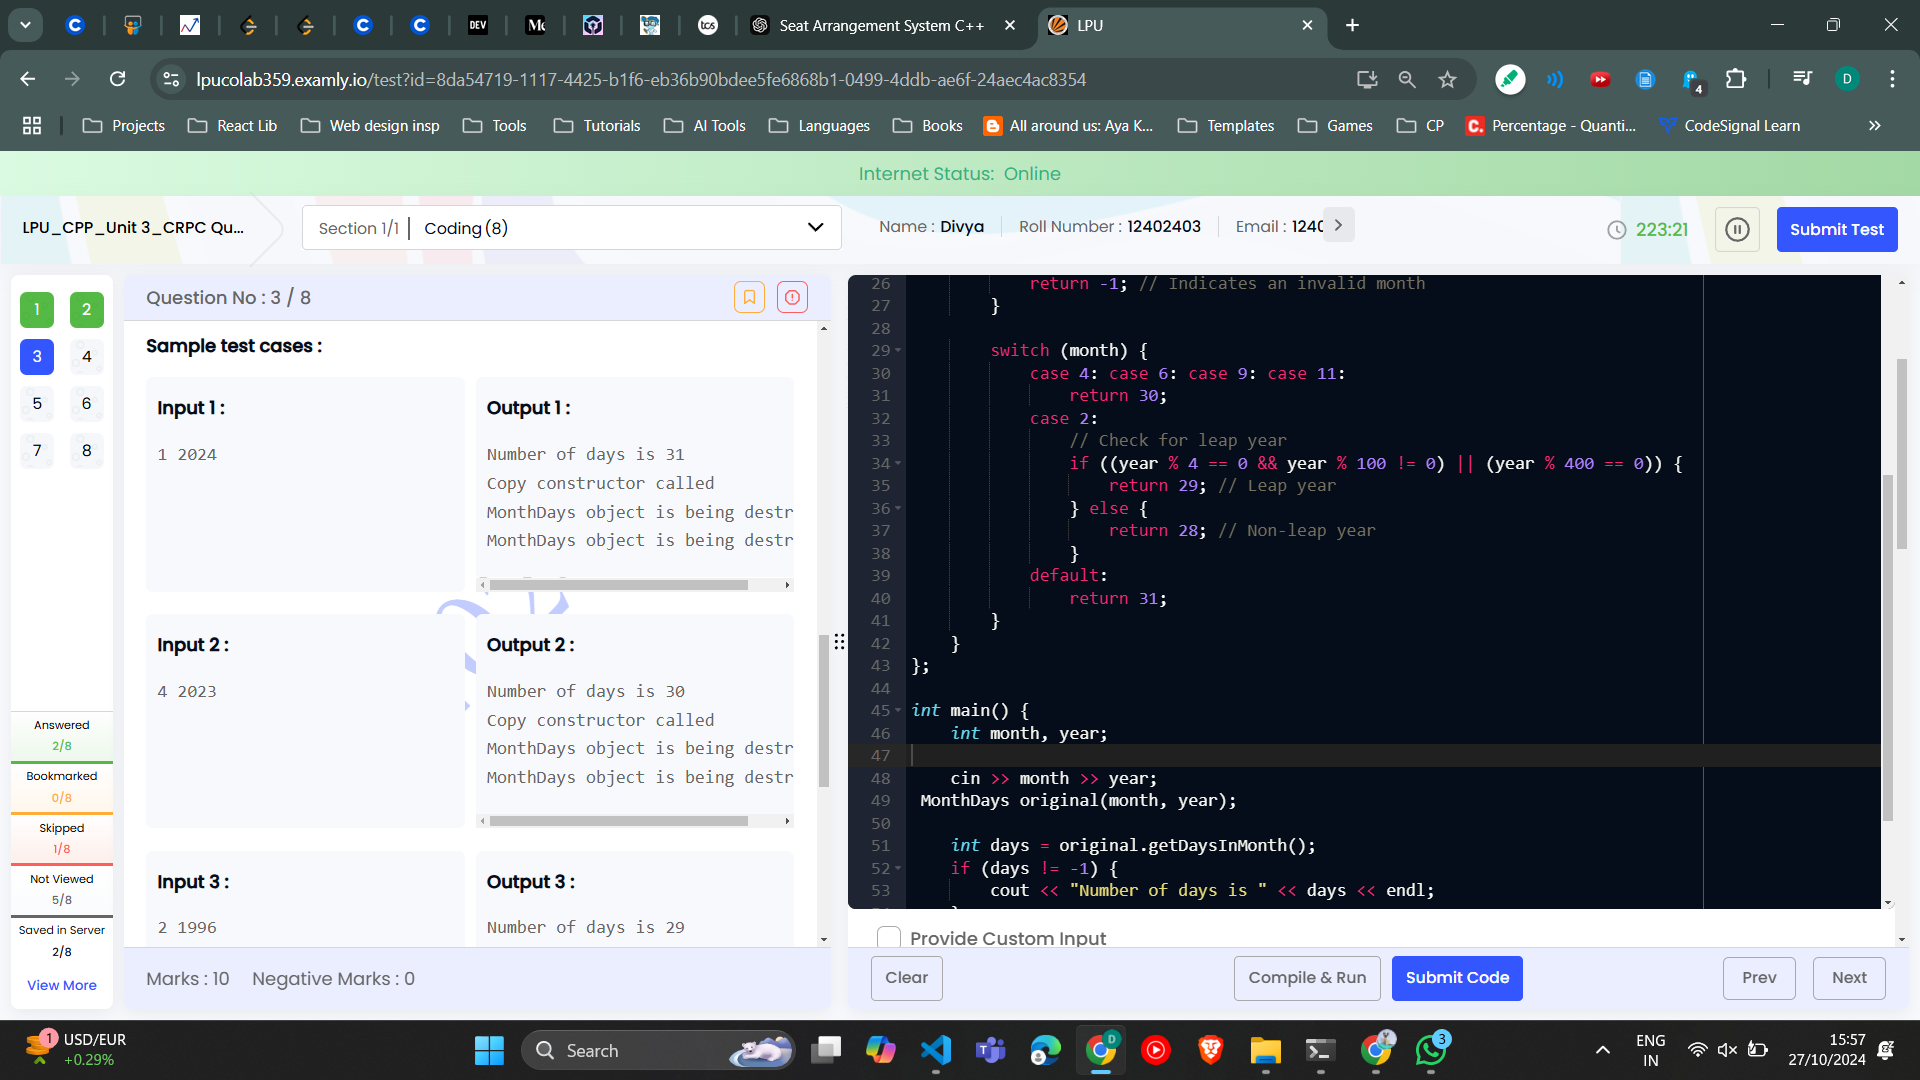 Seat Arrangement System C++
LPU
lpucolab359.examly.io/test?id=8da54719-1117-4425-b1f6-eb36b90bdee5fe6868b1-0499-4ddb-ae6f-24aec4ac8354
4
D
Projects
React Lib
Web design insp
Tools
Tutorials
AI Tools
Languages
Books
All around us: Aya K...
Templates
Games
CP
Percentage - Quanti...
CodeSignal Learn
Internet Status: Online
LPU_CPP_Unit 3_CRPC Qu...
Section 1/1 | Coding (8)
Name : Divya
Roll Number : 12402403
Email : 1240
223:21
Submit Test
1 2
3 4
5 6
7 8
Answered
2/8
Bookmarked
0/8
Skipped
1/8
Not Viewed
5/8
Saved in Server
2/8
View More
Question No : 3 / 8
Sample test cases :
Input 1 :
1 2024
Output 1 :
Number of days is 31
Copy constructor called
MonthDays object is being destr
MonthDays object is being destr
Input 2 :
4 2023
Output 2 :
Number of days is 30
Copy constructor called
MonthDays object is being destr
MonthDays object is being destr
Input 3 :
2 1996
Output 3 :
Number of days is 29
Marks : 10 Negative Marks : 0
26 return -1; // Indicates an invalid month
27 }
28
29 switch (month) {
30 case 4: case 6: case 9: case 11:
31 return 30;
32 case 2:
33 // Check for leap year
34 if ((year % 4 == 0 && year % 100 != 0) || (year % 400 == 0)) {
35 return 29; // Leap year
36 } else {
37 return 28; // Non-leap year
38 }
39 default:
40 return 31;
41 }
42 }
43 };
44
45 int main() {
46 int month, year;
47
48 cin >> month >> year;
49 MonthDays original(month, year);
50
51 int days = original.getDaysInMonth();
52 if (days != -1) {
53 cout << "Number of days is " << days << endl;
Provide Custom Input
Clear
Compile & Run
Submit Code
Prev
Next
1
USD/EUR
+0.29%
Search
D
3
ENG
IN
15:57
27/10/2024